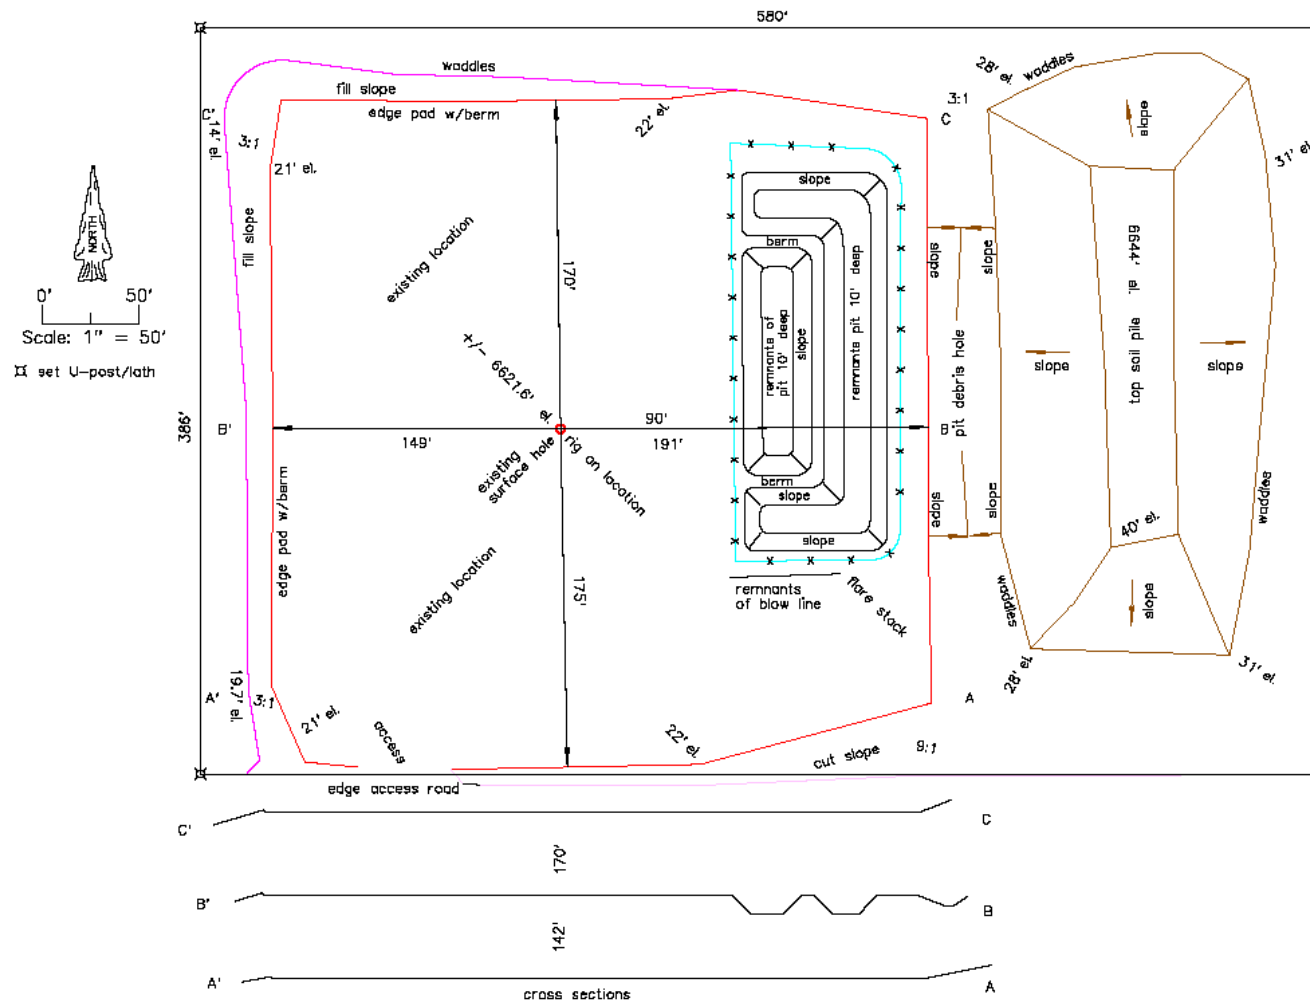 580'
waddles
fill slope
edge pad w/berm
22' el.
C'
14' el.
3:1
21' el.
fill slope
C
28' el.
waddles
3:1
slope
31' el.
NORTH
0'
50'
Scale: 1" = 50'
set U-post/lath
existing location
170'
slope
berm
remnants of
pit 10' deep
slope
remnants pit 10' deep
slope
slope
pit debris hole
slope
6644' el.
top soil pile
slope
+/- 6621.6' el.
386'
B'
149'
90'
191'
B
existing
surface hole
rig on location
berm
slope
slope
slope
slope
40' el.
waddles
edge pad w/berm
existing location
175'
remnants
of blow line
flare stack
waddles
slope
28' el.
31' el.
A'
19.7' el.
3:1
21' el.
access
22' el.
A
cut slope
9:1
edge access road
C'
C
170'
B'
B
142'
A'
A
cross sections